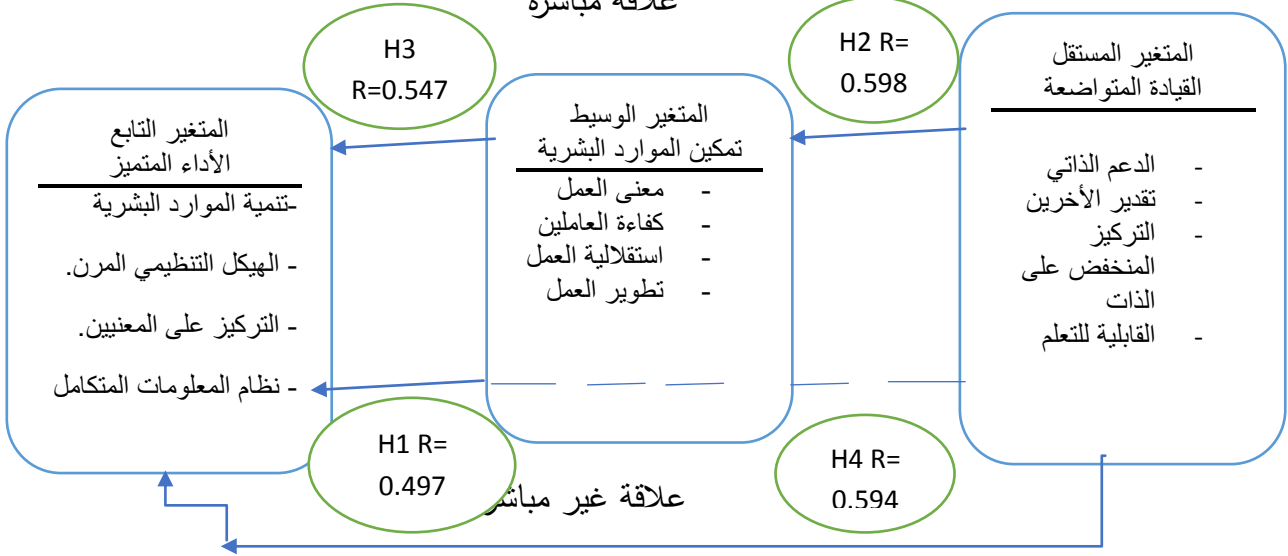 علاقة مباشرة
H2 R=
0.598
H3
R=0.547
المتغير المستقل
القيادة المتواضعة
- الدعم الذاتي
- تقدير الأخرين
- التركيز
المنخفض على
الذات
- القابلية للتعلم
المتغير الوسيط
تمكين الموارد البشرية
- معنى العمل
- كفاءة العاملين
- استقلالية العمل
- تطوير العمل
المتغير التابع
الأداء المتميز
-تنمية الموارد البشرية
- الهيكل التنظيمي المرن.
- التركيز على المعنيين.
- نظام المعلومات المتكامل
H4 R=
0.594
H1 R=
0.497
علاقة غير مباشر